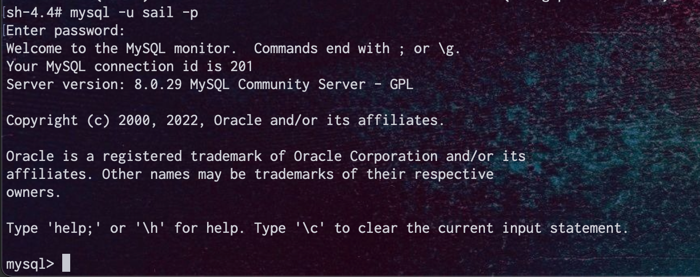 [sh-4.4# mysql -u sail -p
[Enter password:
Welcome to the MySQL monitor.  Commands end with ; or \g.
Your MySQL connection id is 201
Server version: 8.0.29 MySQL Community Server - GPL

Copyright (c) 2000, 2022, Oracle and/or its affiliates.

Oracle is a registered trademark of Oracle Corporation and/or its
affiliates. Other names may be trademarks of their respective
owners.

Type 'help;' or '\h' for help. Type '\c' to clear the current input statement.

mysql>